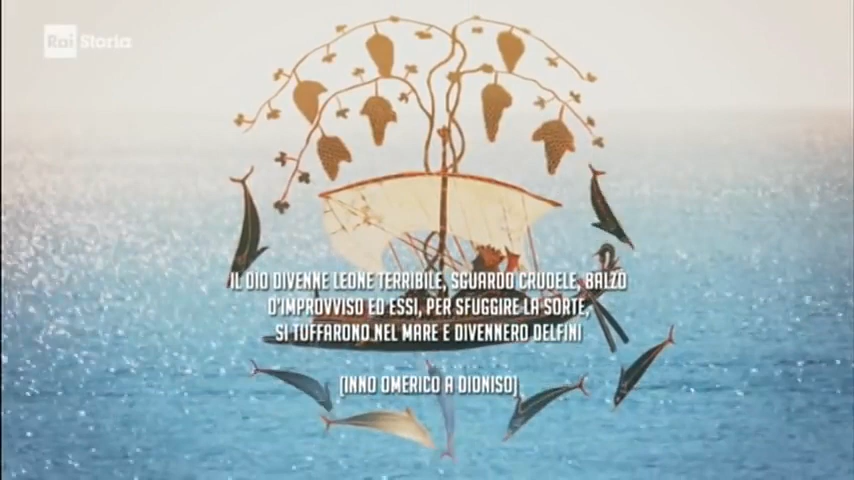 Rai Storia
IL DIO DIVENNE LEONE TERRIBILE, SGUARDO CRUDELE, BALZÒ
D'IMPROVVISO ED ESSI, PER SFUGGIRE LA SORTE,
SI TUFFARONO NEL MARE E DIVENNERO DELFINI
[INNO OMERICO A DIONISO]